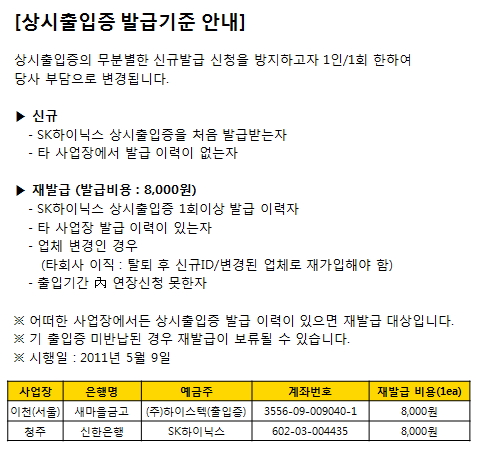 [상시출입증 발급기준 안내]
상시출입증의 무분별한 신규발급 신청을 방지하고자 1인/1회 한하여
당사 부담으로 변경됩니다.
▶ 신규
- SK하이닉스 상시출입증을 처음 발급받는자
- 타 사업장에서 발급 이력이 없는자
▶ 재발급 (발급비용 : 8,000원)
- SK하이닉스 상시출입증 1회이상 발급 이력자
- 타 사업장 발급 이력이 있는자
- 업체 변경인 경우
(타회사 이직 : 탈퇴 후 신규ID/변경된 업체로 재가입해야 함)
- 출입기간 內 연장신청 못한자
※ 어떠한 사업장에서든 상시출입증 발급 이력이 있으면 재발급 대상입니다.
※ 기 출입증 미반납된 경우 재발급이 보류될 수 있습니다.
※ 시행일 : 2011년 5월 9일
사업장 은행명 예금주 계좌번호 재발급 비용(1ea)
이천(서울) 새마을금고 (주)하이스텍(출입증) 3556-09-009040-1 8,000원
청주 신한은행 SK하이닉스 602-03-004435 8,000원